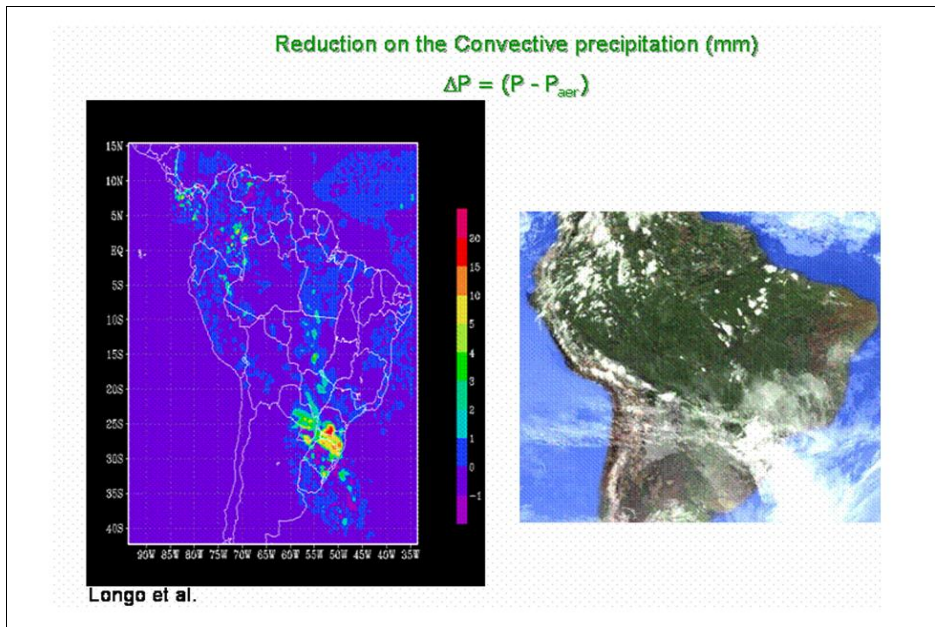 Reduction on the Convective precipitation (mm)
ΔP = (P - Paer)
15N
10N
5N
EQ
5S
10S
15S
20S
25S
30S
35S
40S
90W 85W 80W 75W 70W 65W 60W 55W 50W 45W 40W 35W
20
15
10
5
4
3
2
1
0
-1
Longo et al.